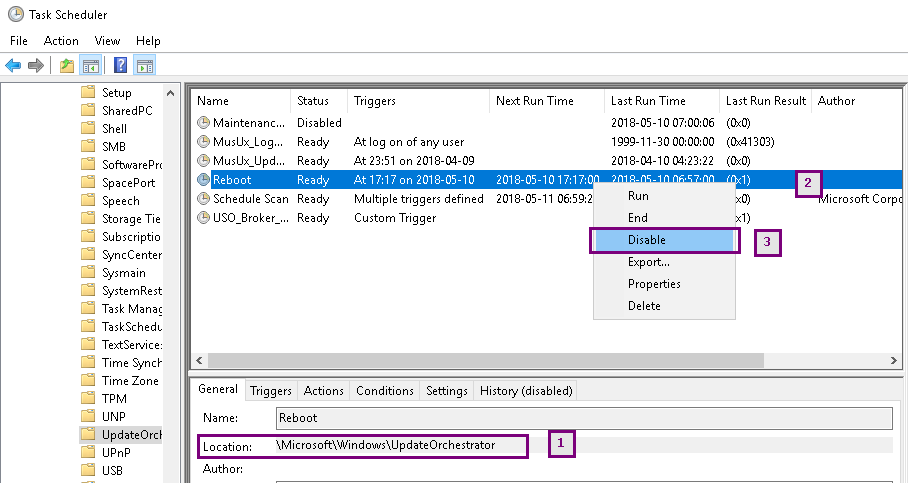 Task Scheduler
File Action View Help
Setup
SharedPC
Shell
SMB
SoftwarePro
SpacePort
Speech
Storage Tie
Subscriptio
SyncCenter
Sysmain
SystemRest
Task Manag
TaskSchedu
TextServices
Time Synch
Time Zone
TPM
UNP
UpdateOrch
UPnP
USB
Name Status Triggers Next Run Time Last Run Time Last Run Result Author
Maintenanc... Disabled 2018-05-10 07:00:06 (0x0)
MusUx_Log... Ready At log on of any user 1999-11-30 00:00:00 (0x41303)
MusUx_Upd... Ready At 23:51 on 2018-04-09 2018-04-10 04:23:22 (0x0)
Reboot Ready At 17:17 on 2018-05-10 2018-05-10 17:17:00 2018-05-10 06:57:00 (0x1) 2
Schedule Scan Ready Multiple triggers defined 2018-05-11 06:59:2 x0) Microsoft Corpo
USO_Broker_... Ready Custom Trigger x1)
Run
End
Disable 3
Export...
Properties
Delete
General Triggers Actions Conditions Settings History (disabled)
Name: Reboot
Location: \Microsoft\Windows\UpdateOrchestrator 1
Author: